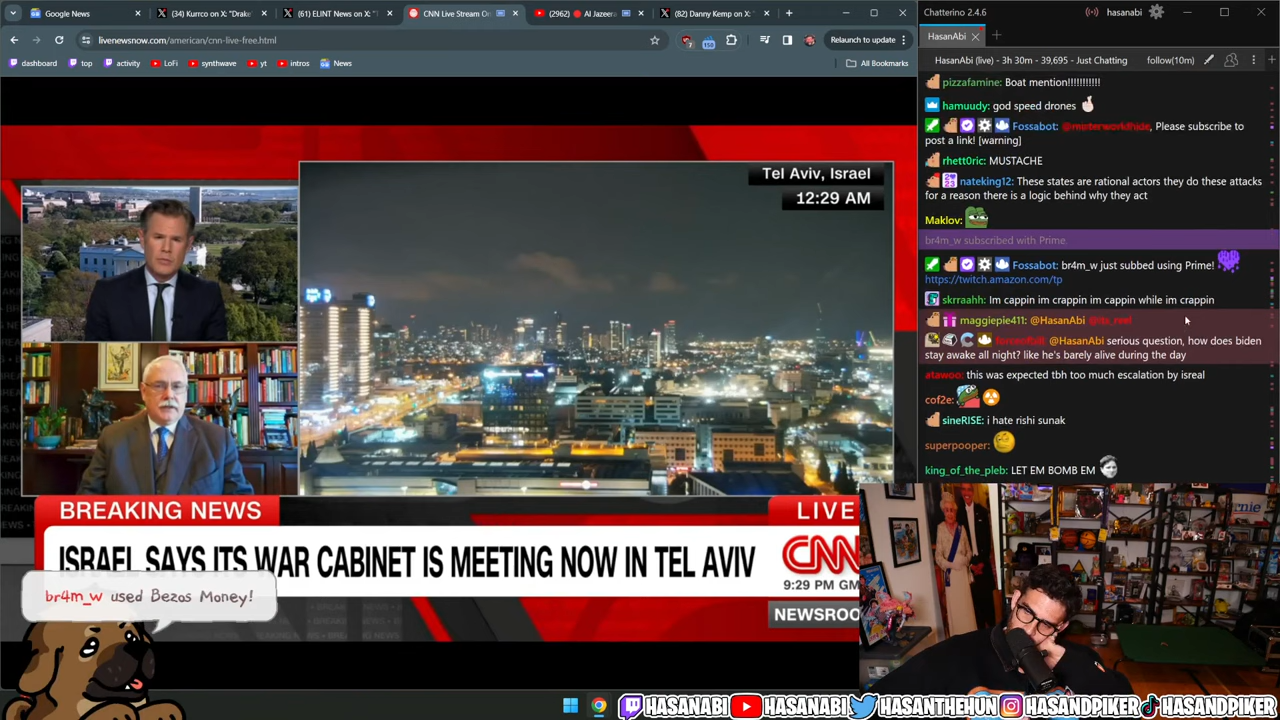 Google News
(34) Kurrco on X: "Drake'
(61) ELINT News on X: "1
CNN Live Stream On
(2962) Al Jazeera
(82) Danny Kemp on X: "
livenewsnow.com/american/cnn-live-free.html
150
Relaunch to update
dashboard
top
activity
LoFi
synthwave
yt
intros
News
All Bookmarks
Tel Aviv, Israel
12:29 AM
BREAKING NEWS
LIVE
ISRAEL SAYS ITS WAR CABINET IS MEETING NOW IN TEL AVIV
CNN
9:29 PM GM
NEWSROO
br4m_w used Bezos Money!
Chatterino 2.4.6
hasanabi
HasanAbi
HasanAbi (live) - 3h 30m - 39,695 - Just Chatting
follow(10m)
pizzafamine: Boat mention!!!!!!!!!!!
hamuudy: god speed drones
Fossabot: , Please subscribe to
post a link! [warning]
rhett0ric: MUSTACHE
nateking12: These states are rational actors they do these attacks
for a reason there is a logic behind why they act
Maklov:
br4m_w subscribed with Prime.
Fossabot: br4m_w just subbed using Prime!
https://twitch.amazon.com/tp
skrraahh: Im cappin im crappin im cappin while im crappin
maggiepie411: @HasanAbi
@HasanAbi serious question, how does biden
stay awake all night? like he's barely alive during the day
atawoo: this was expected tbh too much escalation by isreal
cof2e:
sineRISE: i hate rishi sunak
superpooper:
king_of_the_pleb: LET EM BOMB EM
HASANABI
HASANABI
HASANTHEHUN
HASANDPIKER
HASANDPIKER